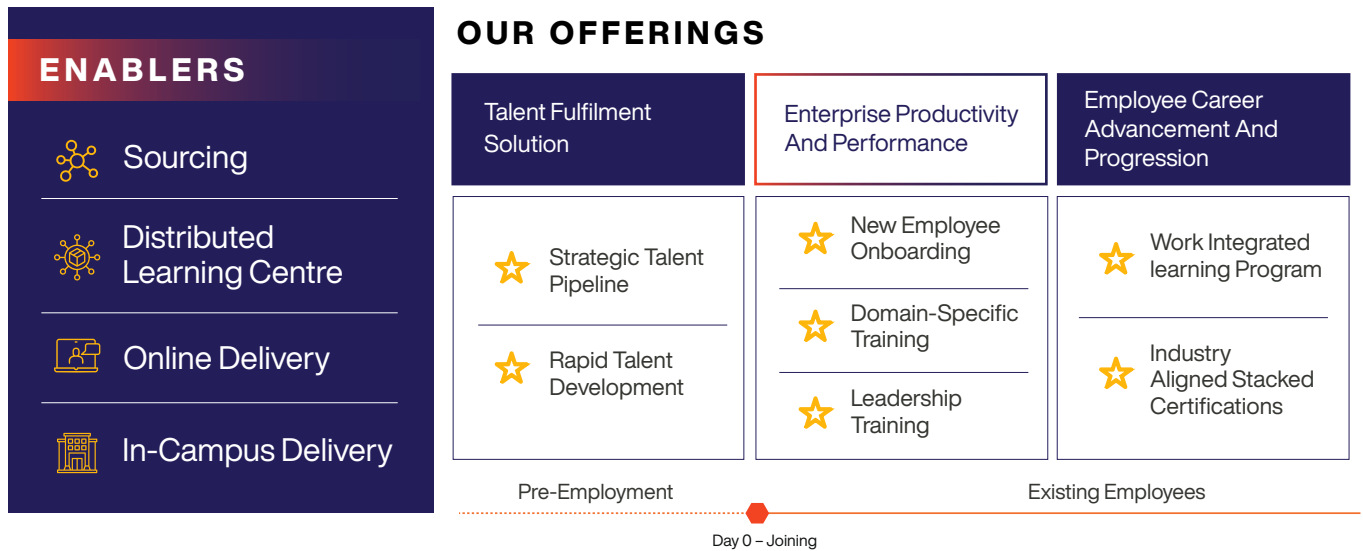 ENABLERS
Sourcing
Distributed
Learning Centre
Online Delivery
In-Campus Delivery
OUR OFFERINGS
Talent Fulfilment
Solution
Strategic Talent
Pipeline
Rapid Talent
Development
Enterprise Productivity
And Performance
New Employee
Onboarding
Domain-Specific
Training
Leadership
Training
Employee Career
Advancement And
Progression
Work Integrated
learning Program
Industry
Aligned Stacked
Certifications
Pre-Employment
Existing Employees
Day 0 – Joining